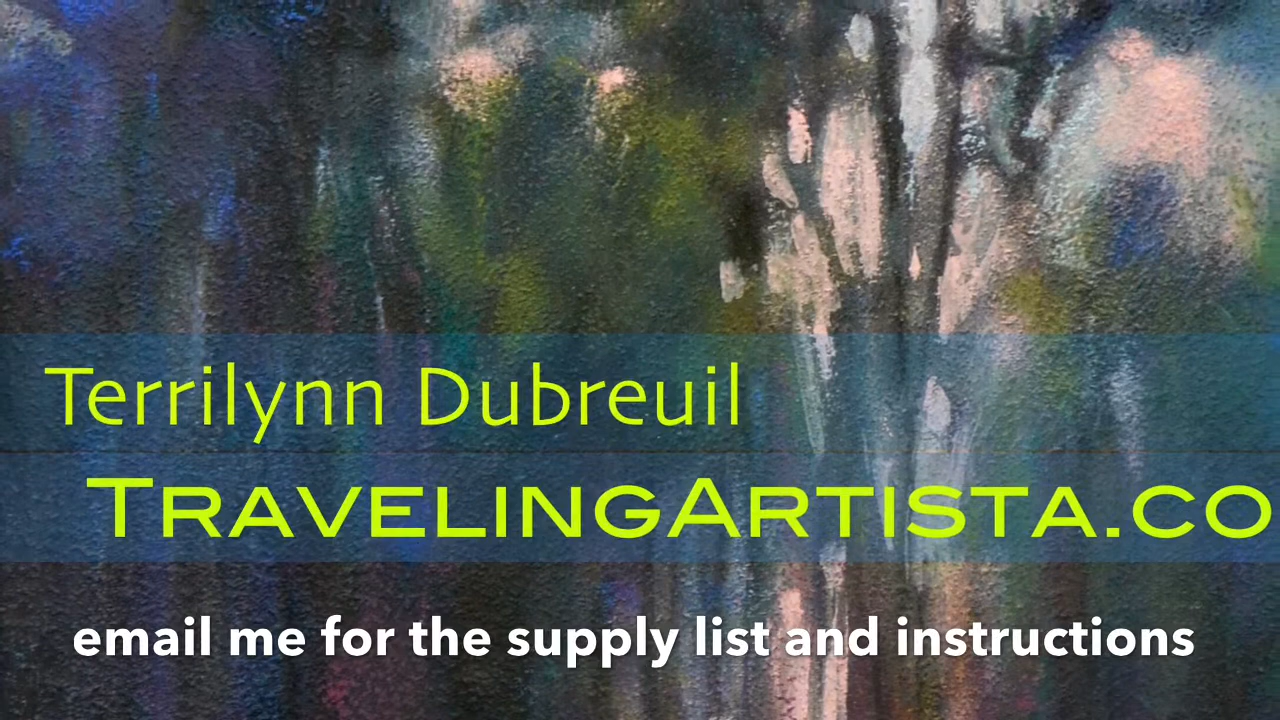 Terrilynn Dubreuil
TRAVELINGARTISTA.CO
email me for the supply list and instructions